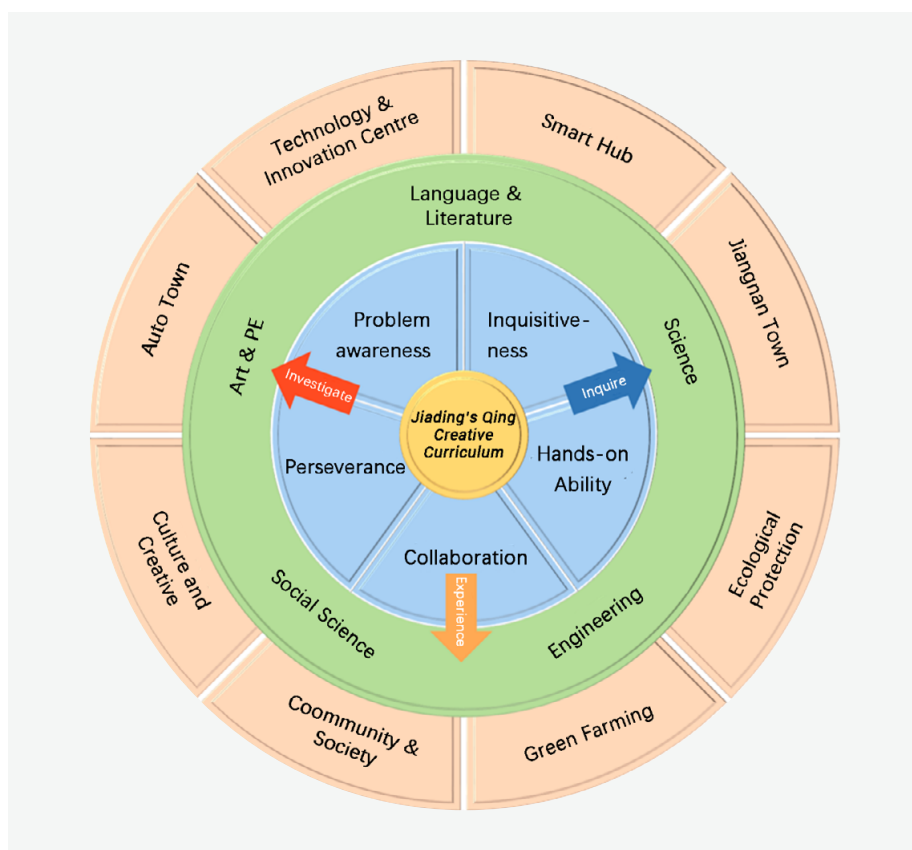 Technology &
Innovation Centre
Smart Hub
Jiangnan Town
Ecological
Protection
Green Farming
Coommunity &
Society
Culture and
Creative
Auto Town
Language &
Literature
Science
Engineering
Social Science
Art & PE
Problem
awareness
Inquisitive-
ness
Hands-on
Ability
Collaboration
Perseverance
Investigate
Inquire
Experience
Jiading's Qing
Creative
Curriculum